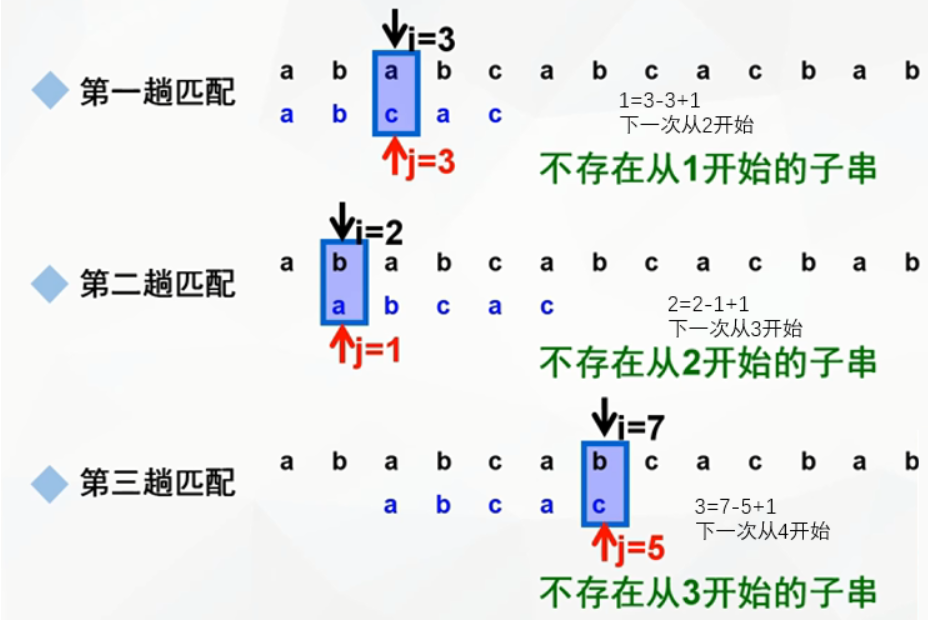 i=3
第一趟匹配 a b a b c a b c a c b a b
a b c a c
1=3-3+1
下一次从2开始
j=3
不存在从1开始的子串
i=2
第二趟匹配 a b a b c a b c a c b a b
a b c a c
2=2-1+1
下一次从3开始
j=1
不存在从2开始的子串
i=7
第三趟匹配 a b a b c a b c a c b a b
a b c a c
3=7-5+1
下一次从4开始
j=5
不存在从3开始的子串